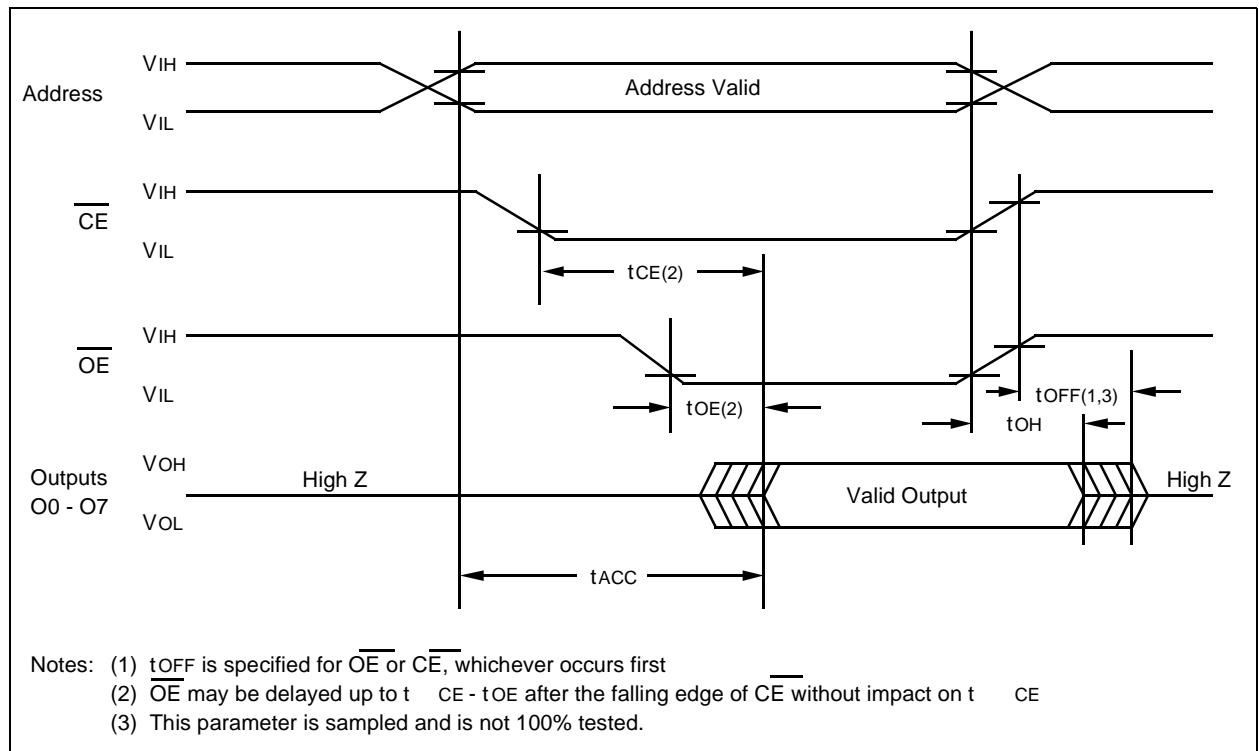 VIH
Address
Address Valid
VIL
VIH
CE
VIL
tCE(2)
VIH
OE
VIL
tOE(2)
tOFF(1,3)
tOH
VOH
Outputs
O0 - O7
High Z
Valid Output
High Z
VOL
tACC
Notes: (1) tOFF is specified for OE or CE, whichever occurs first
(2) OE may be delayed up to t CE - tOE after the falling edge of CE without impact on t CE
(3) This parameter is sampled and is not 100% tested.